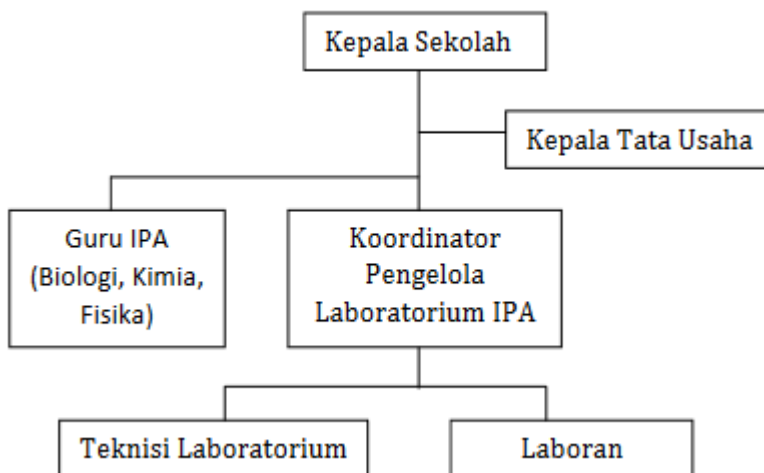 Kepala Sekolah
Kepala Tata Usaha
Guru IPA
(Biologi, Kimia,
Fisika)
Koordinator
Pengelola
Laboratorium IPA
Teknisi Laboratorium
Laboran